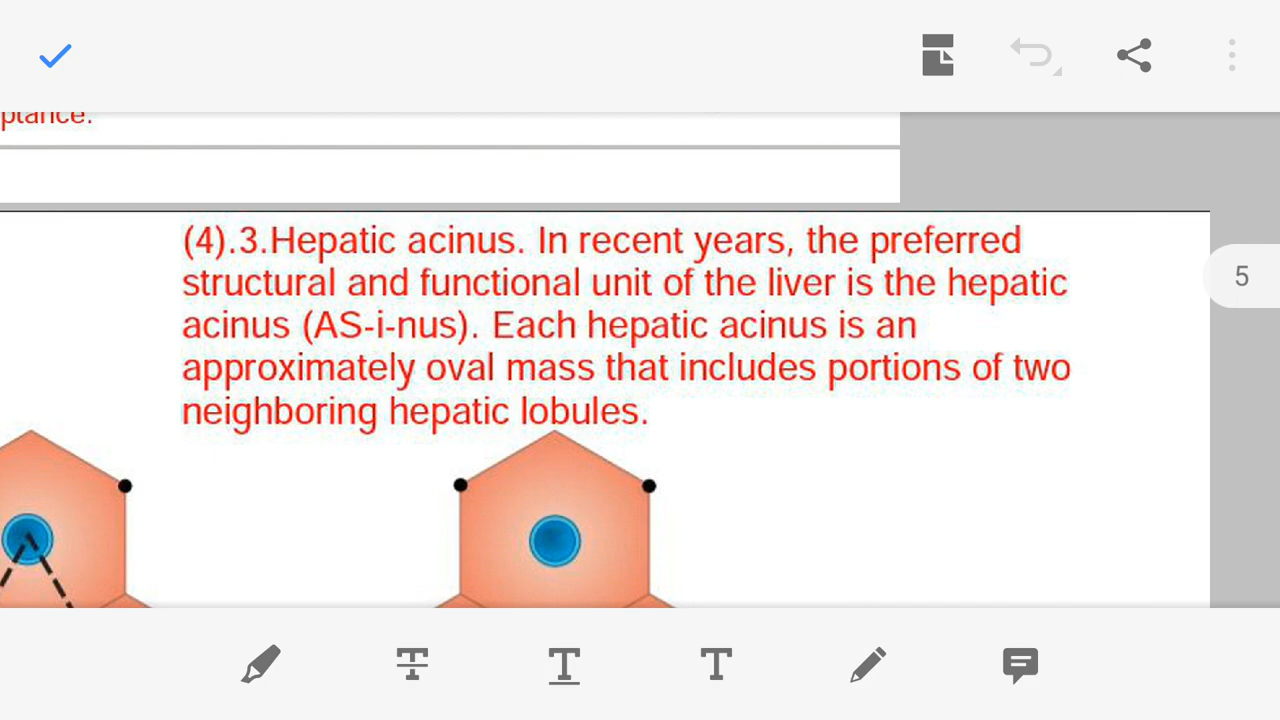 (4).3.Hepatic acinus. In recent years, the preferred
structural and functional unit of the liver is the hepatic
acinus (AS-i-nus). Each hepatic acinus is an
approximately oval mass that includes portions of two
neighboring hepatic lobules.
5